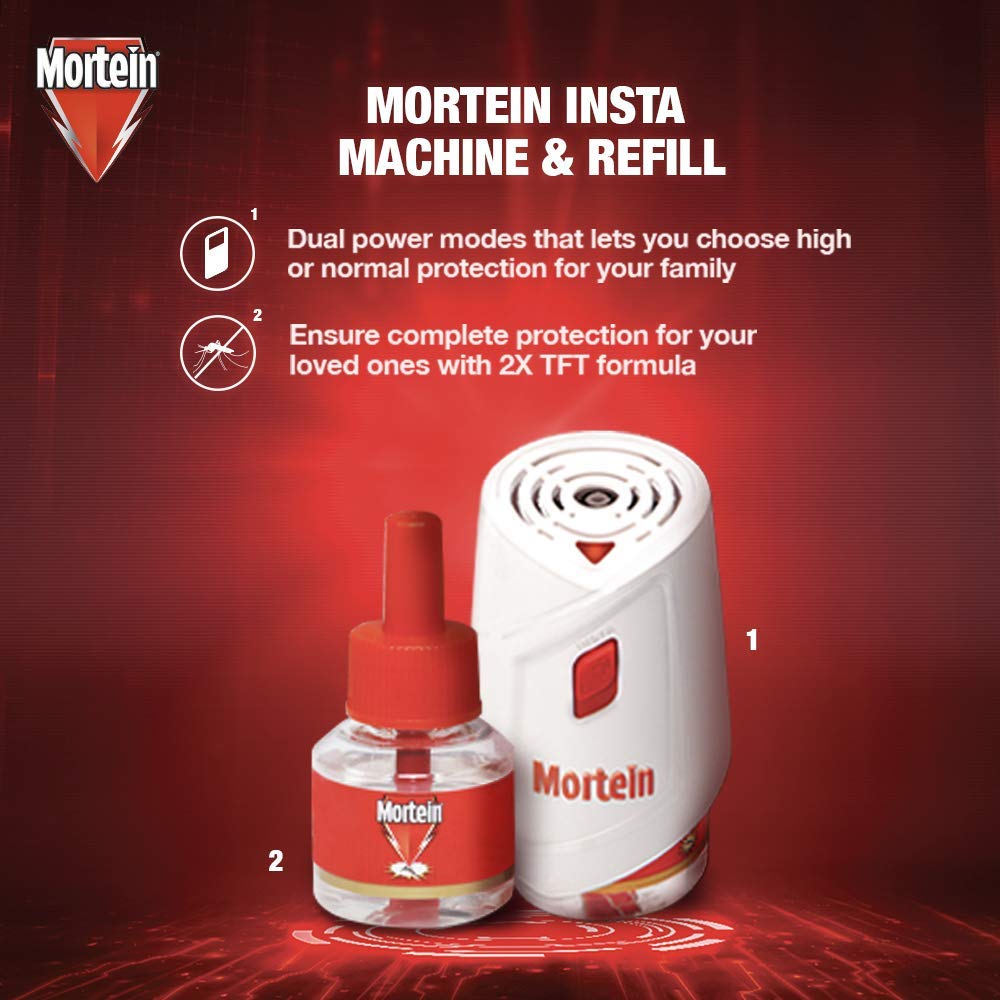 Mortein
MORTEIN INSTA
MACHINE & REFILL
1
Dual power modes that lets you choose high
or normal protection for your family
2
Ensure complete protection for your
loved ones with 2X TFT formula
1
Mortein
Mortein
2